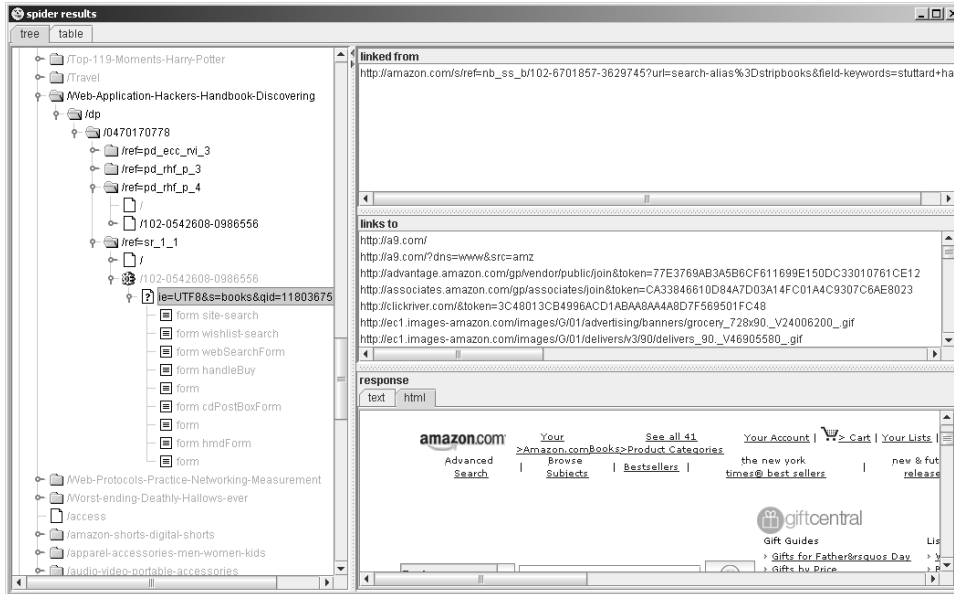 spider results
tree table
/Top-119-Moments-Harry-Potter
/Travel
/Web-Application-Hackers-Handbook-Discovering
/dp
/0470170778
/ref=pd_ecc_rvi_3
/ref=pd_rhf_p_3
/ref=pd_rhf_p_4
/
/102-0542608-0986556
/ref=sr_1_1
/
/102-0542608-0986556
ie=UTF8&s=books&qid=11803675
form site-search
form wishlist-search
form webSearchForm
form handleBuy
form
form cdPostBoxForm
form
form hmdForm
form
/Web-Protocols-Practice-Networking-Measurement
/Worst-ending-Deathly-Hallows-ever
/access
/amazon-shorts-digital-shorts
/apparel-accessories-men-women-kids
/audio-video-portable-accessories
linked from
http://amazon.com/s/ref=nb_ss_b/102-6701857-3629745?url=search-alias%3Dstripbooks&field-keywords=stuttard+ha
links to
http://a9.com/
http://a9.com/?dns=www&src=amz
http://advantage.amazon.com/gp/vendor/public/join&token=77E3769AB3A5B6CF611699E150DC33010761CE12
http://associates.amazon.com/gp/associates/join&token=CA33846610D84A7D03A14FC01A4C9307C6AE8023
http://clickriver.com/&token=3C48013CB4996ACD1ABAA8AA4A8D7F569501FC48
http://ec1.images-amazon.com/images/G/01/advertising/banners/grocery_728x90._V24006200_.gif
http://ec1.images-amazon.com/images/G/01/delivers/v3/90/delivers_90._V46905580_.gif
response
text html
amazon.com Your See all 41 Your Account | > Cart | Your Lists |
>Amazon.comBooks>Product Categories
Advanced Browse the new york new & fut
Search | Subjects | Bestsellers | times® best sellers | release
giftcentral
Gift Guides Lis
> Gifts for Father&rsquos Day > 
> Gifts by Price >